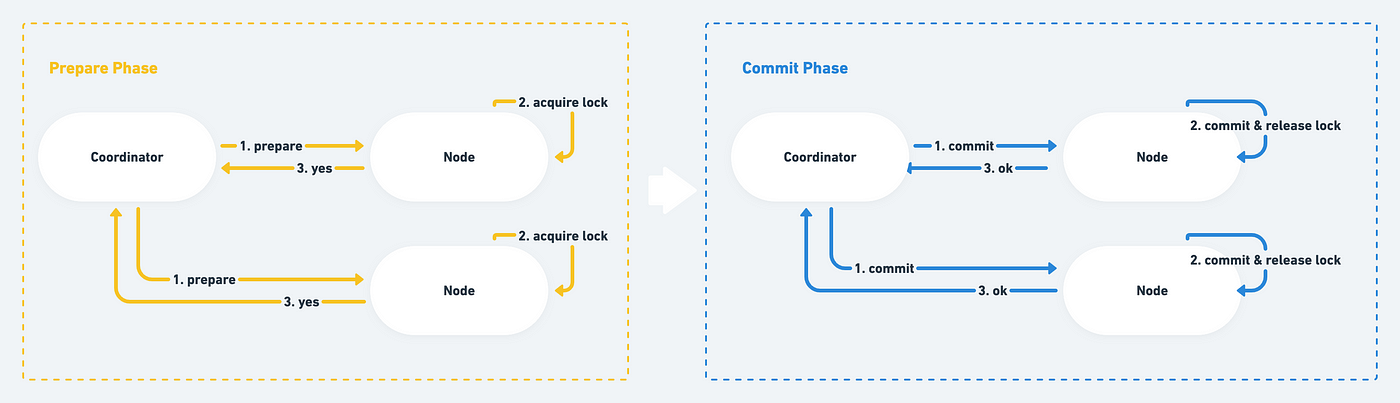 Prepare Phase
2. acquire lock
Coordinator
1. prepare
3. yes
Node
2. acquire lock
1. prepare
3. yes
Node
Commit Phase
2. commit & release lock
Coordinator
1. commit
3. ok
Node
2. commit & release lock
1. commit
3. ok
Node